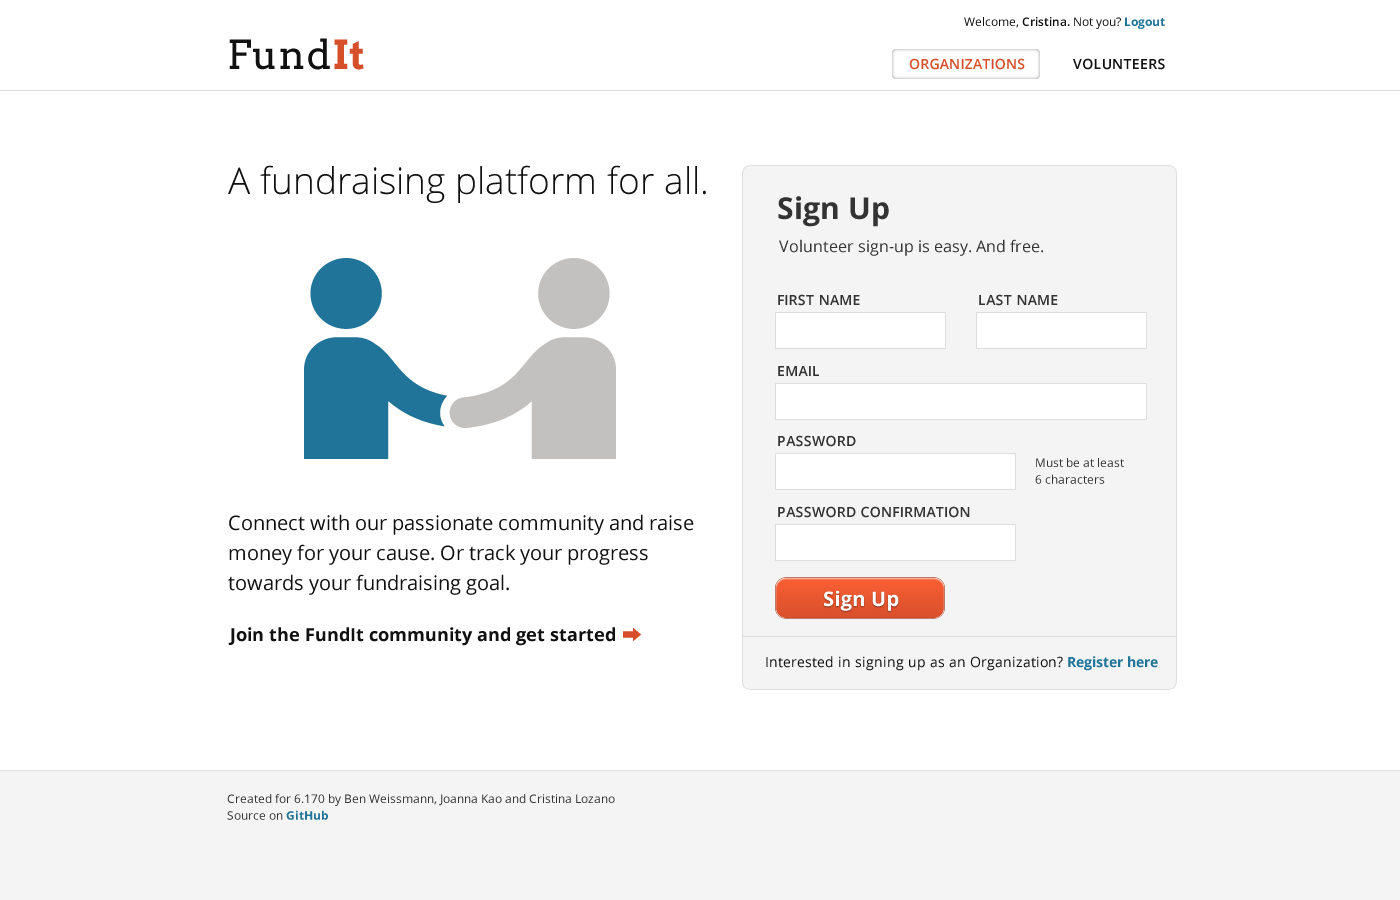 Welcome, Cristina. Not you? Logout
FundIt
ORGANIZATIONS VOLUNTEERS
A fundraising platform for all.
Connect with our passionate community and raise
money for your cause. Or track your progress
towards your fundraising goal.
Join the FundIt community and get started
Sign Up
Volunteer sign-up is easy. And free.
FIRST NAME LAST NAME
EMAIL
PASSWORD
Must be at least
6 characters
PASSWORD CONFIRMATION
Sign Up
Interested in signing up as an Organization? Register here
Created for 6.170 by Ben Weissmann, Joanna Kao and Cristina Lozano
Source on GitHub